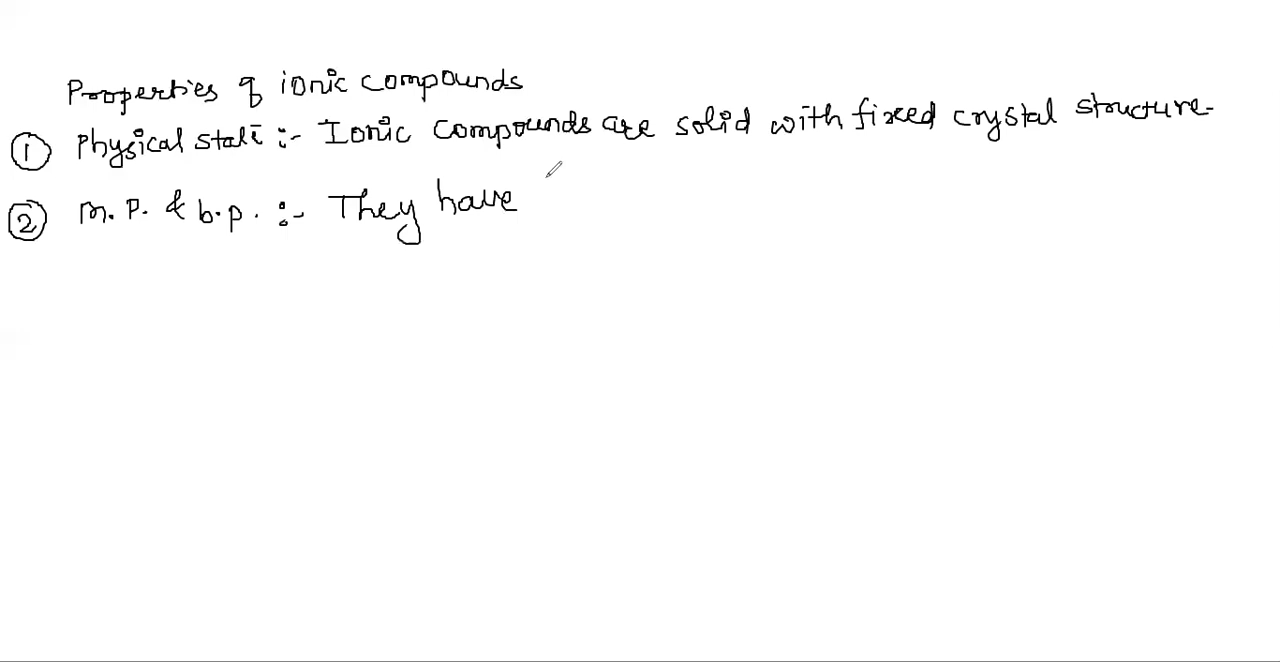 Properties of ionic compounds
① Physical state :- Ionic compounds are solid with fixed crystal structure.
② m.p. & b.p. :- They have